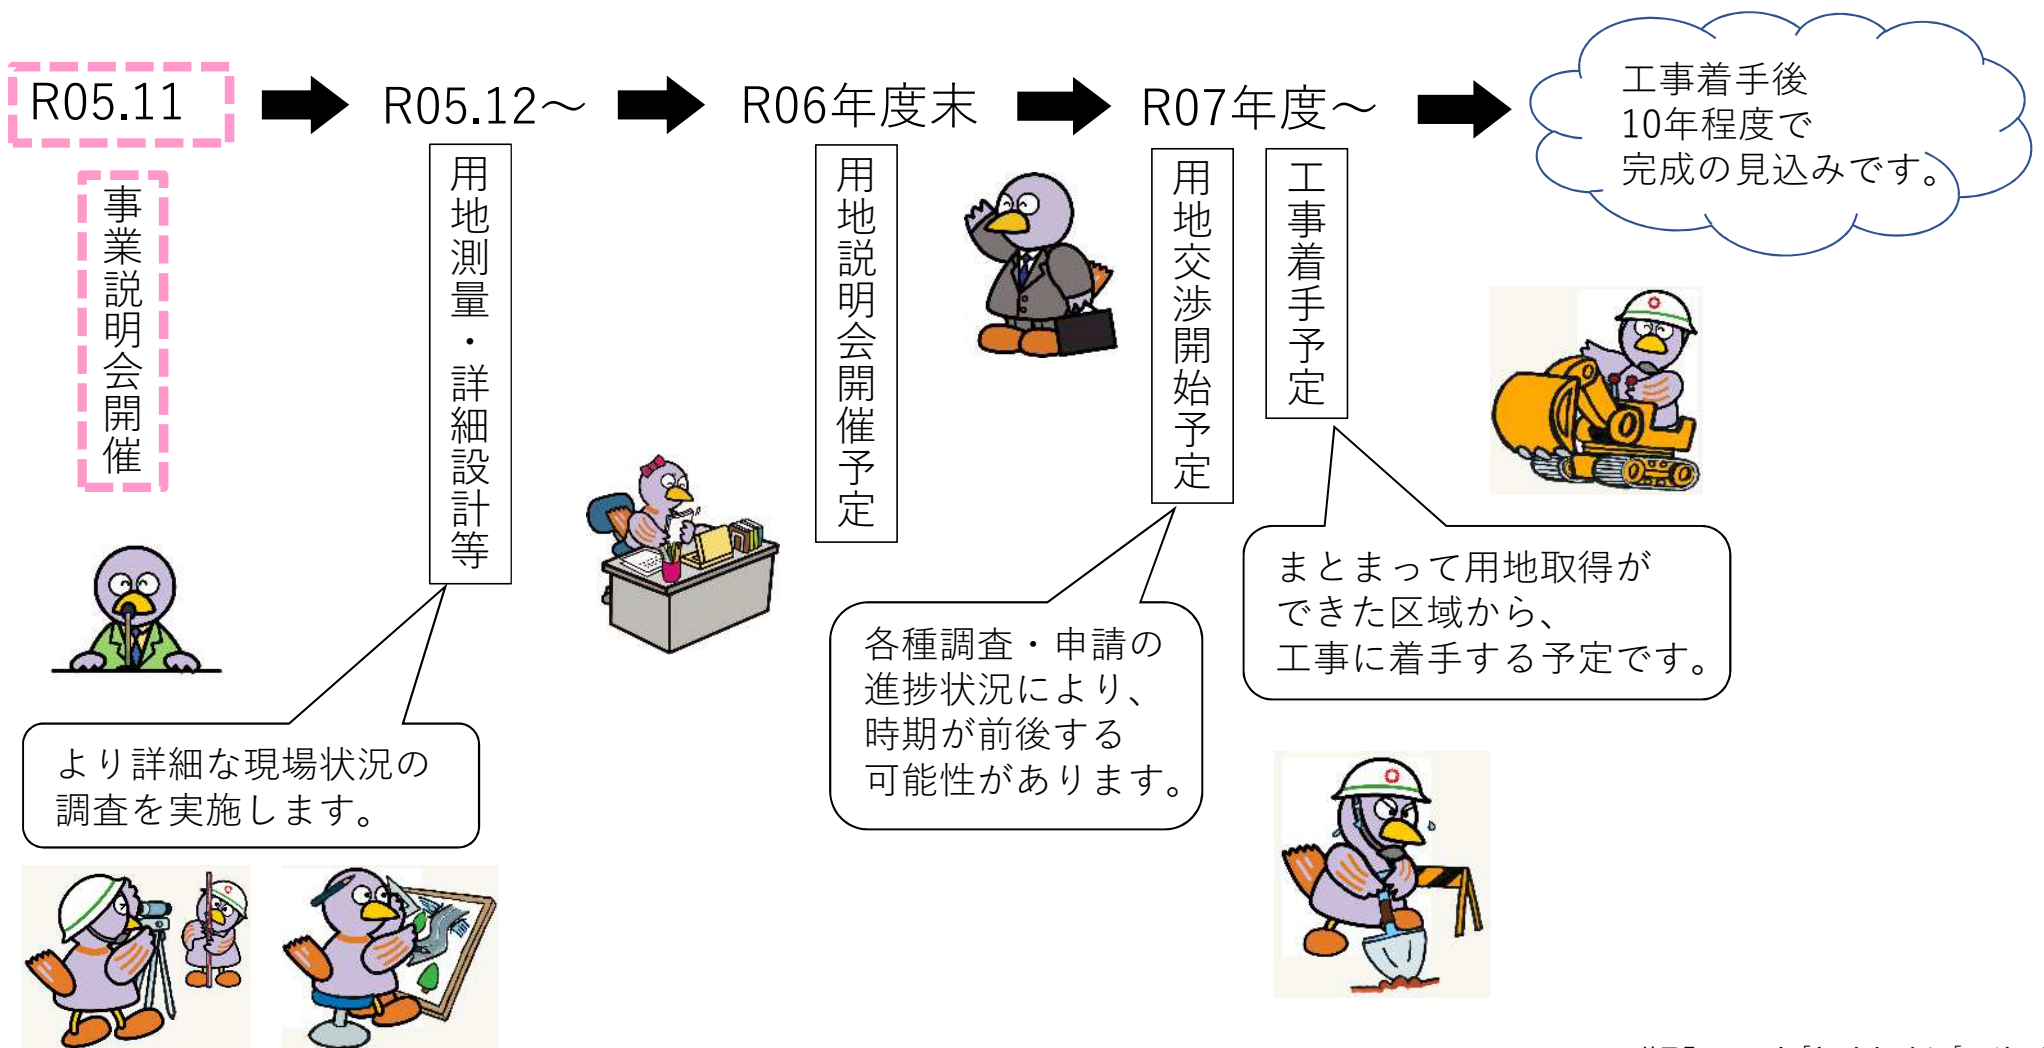 R05.11
R05.12～
R06年度末
R07年度～
工事着手後
10年程度で
完成の見込みです。
事業説明会開催
用地測量・詳細設計等
用地説明会開催予定
用地交渉開始予定
工事着手予定
より詳細な現場状況の
調査を実施します。
各種調査・申請の
進捗状況により、
時期が前後する
可能性があります。
まとまって用地取得が
できた区域から、
工事に着手する予定です。